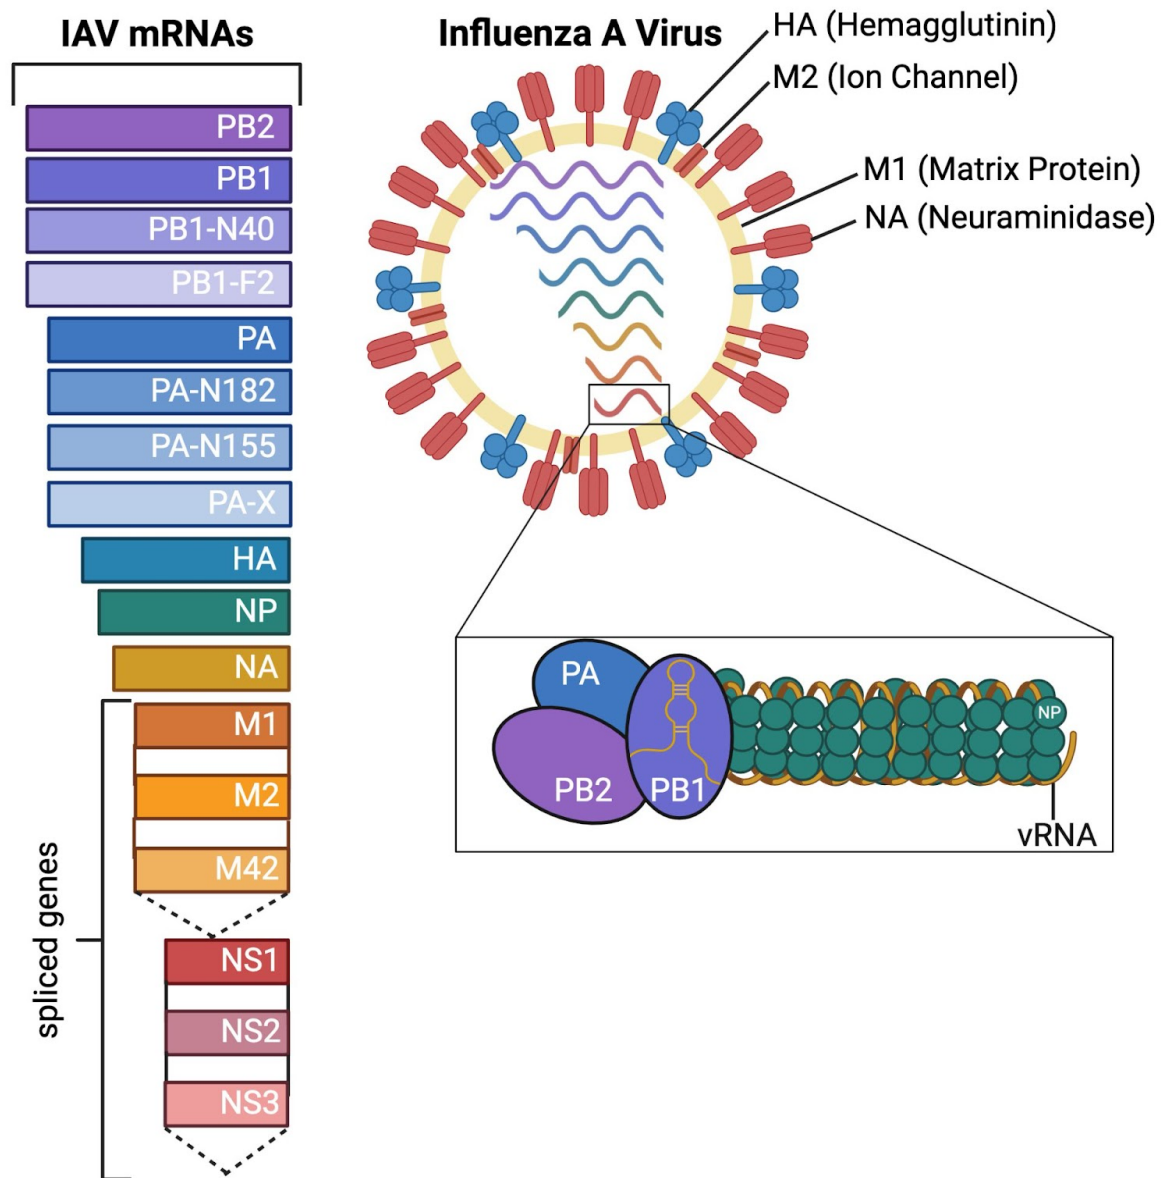 IAV mRNAs
PB2
PB1
PB1-N40
PB1-F2
PA
PA-N182
PA-N155
PA-X
HA
NP
NA
M1
M2
M42
NS1
NS2
NS3
spliced genes
Influenza A Virus
HA (Hemagglutinin)
M2 (Ion Channel)
M1 (Matrix Protein)
NA (Neuraminidase)
PA
PB2
PB1
NP
vRNA